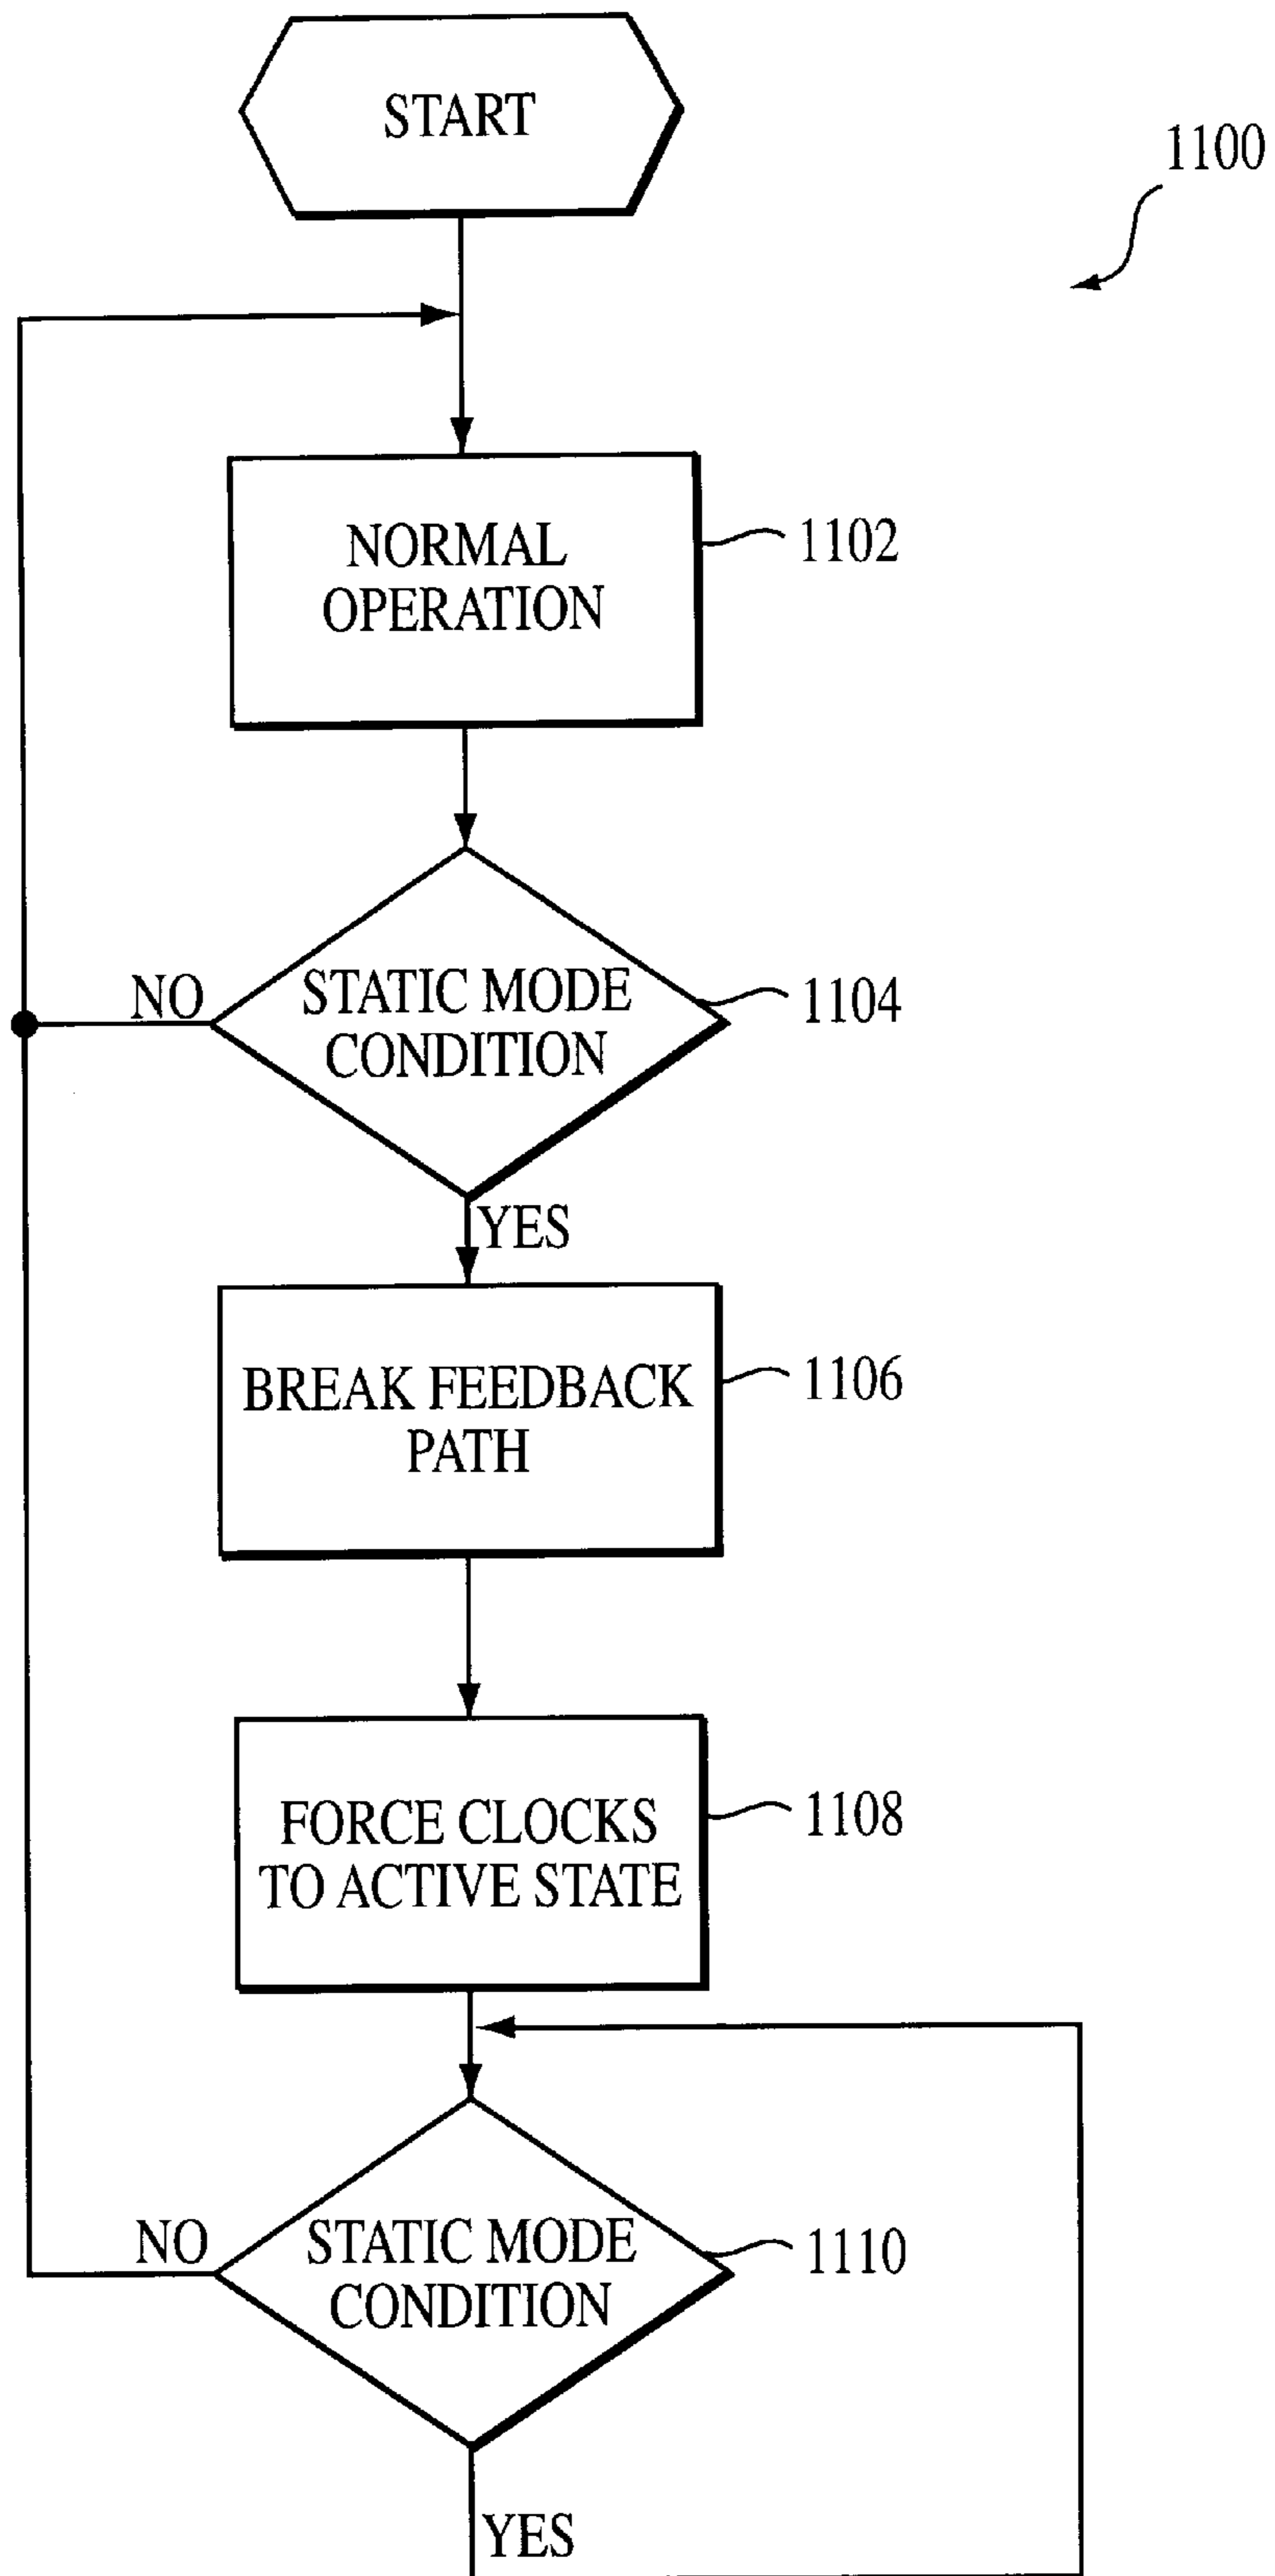 START
1100
NORMAL
OPERATION
1102
NO
STATIC MODE
CONDITION
1104
YES
BREAK FEEDBACK
PATH
1106
FORCE CLOCKS
TO ACTIVE STATE
1108
NO
STATIC MODE
CONDITION
1110
YES